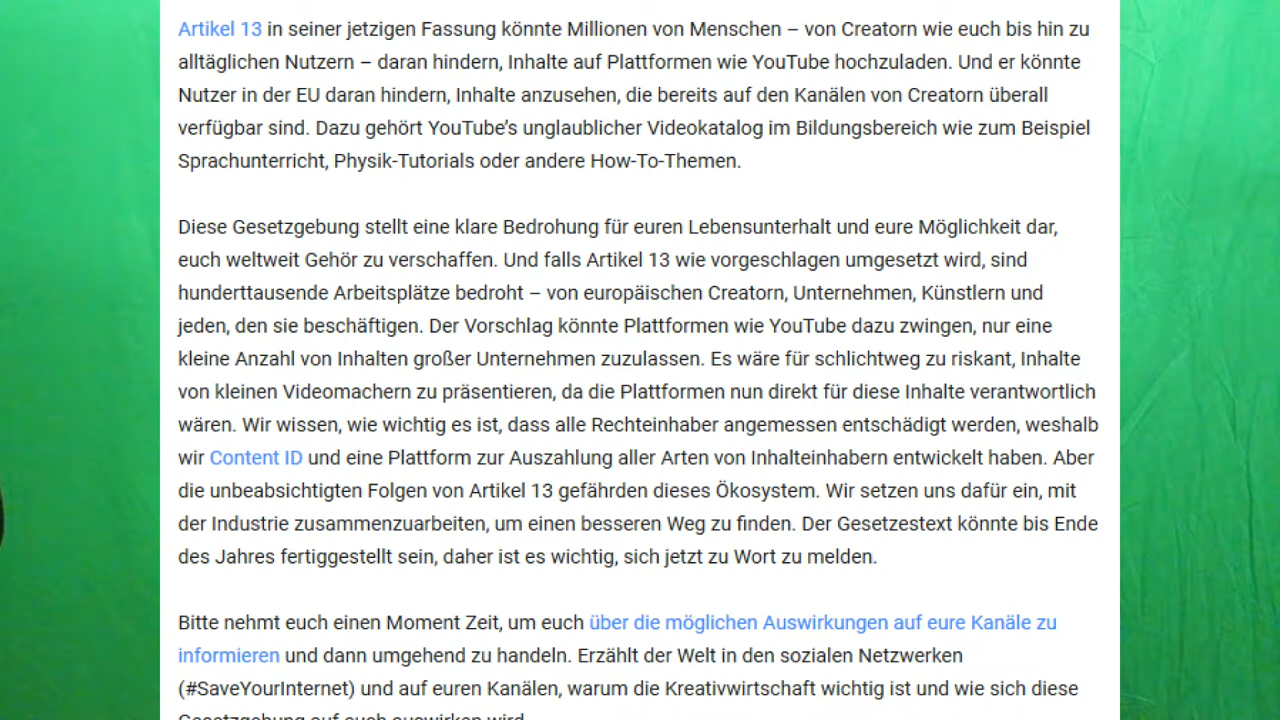 Artikel 13 in seiner jetzigen Fassung könnte Millionen von Menschen – von Creatorn wie euch bis hin zu
alltäglichen Nutzern – daran hindern, Inhalte auf Plattformen wie YouTube hochzuladen. Und er könnte
Nutzer in der EU daran hindern, Inhalte anzusehen, die bereits auf den Kanälen von Creatorn überall
verfügbar sind. Dazu gehört YouTube’s unglaublicher Videokatalog im Bildungsbereich wie zum Beispiel
Sprachunterricht, Physik-Tutorials oder andere How-To-Themen.
Diese Gesetzgebung stellt eine klare Bedrohung für euren Lebensunterhalt und eure Möglichkeit dar,
euch weltweit Gehör zu verschaffen. Und falls Artikel 13 wie vorgeschlagen umgesetzt wird, sind
hunderttausende Arbeitsplätze bedroht – von europäischen Creatorn, Unternehmen, Künstlern und
jeden, den sie beschäftigen. Der Vorschlag könnte Plattformen wie YouTube dazu zwingen, nur eine
kleine Anzahl von Inhalten großer Unternehmen zuzulassen. Es wäre für schlichtweg zu riskant, Inhalte
von kleinen Videomachern zu präsentieren, da die Plattformen nun direkt für diese Inhalte verantwortlich
wären. Wir wissen, wie wichtig es ist, dass alle Rechteinhaber angemessen entschädigt werden, weshalb
wir Content ID und eine Plattform zur Auszahlung aller Arten von Inhalteinhabern entwickelt haben. Aber
die unbeabsichtigten Folgen von Artikel 13 gefährden dieses Ökosystem. Wir setzen uns dafür ein, mit
der Industrie zusammenzuarbeiten, um einen besseren Weg zu finden. Der Gesetzestext könnte bis Ende
des Jahres fertiggestellt sein, daher ist es wichtig, sich jetzt zu Wort zu melden.
Bitte nehmt euch einen Moment Zeit, um euch über die möglichen Auswirkungen auf eure Kanäle zu
informieren und dann umgehend zu handeln. Erzählt der Welt in den sozialen Netzwerken
(#SaveYourInternet) und auf euren Kanälen, warum die Kreativwirtschaft wichtig ist und wie sich diese
Gesetzgebung auf euch auswirken wird.